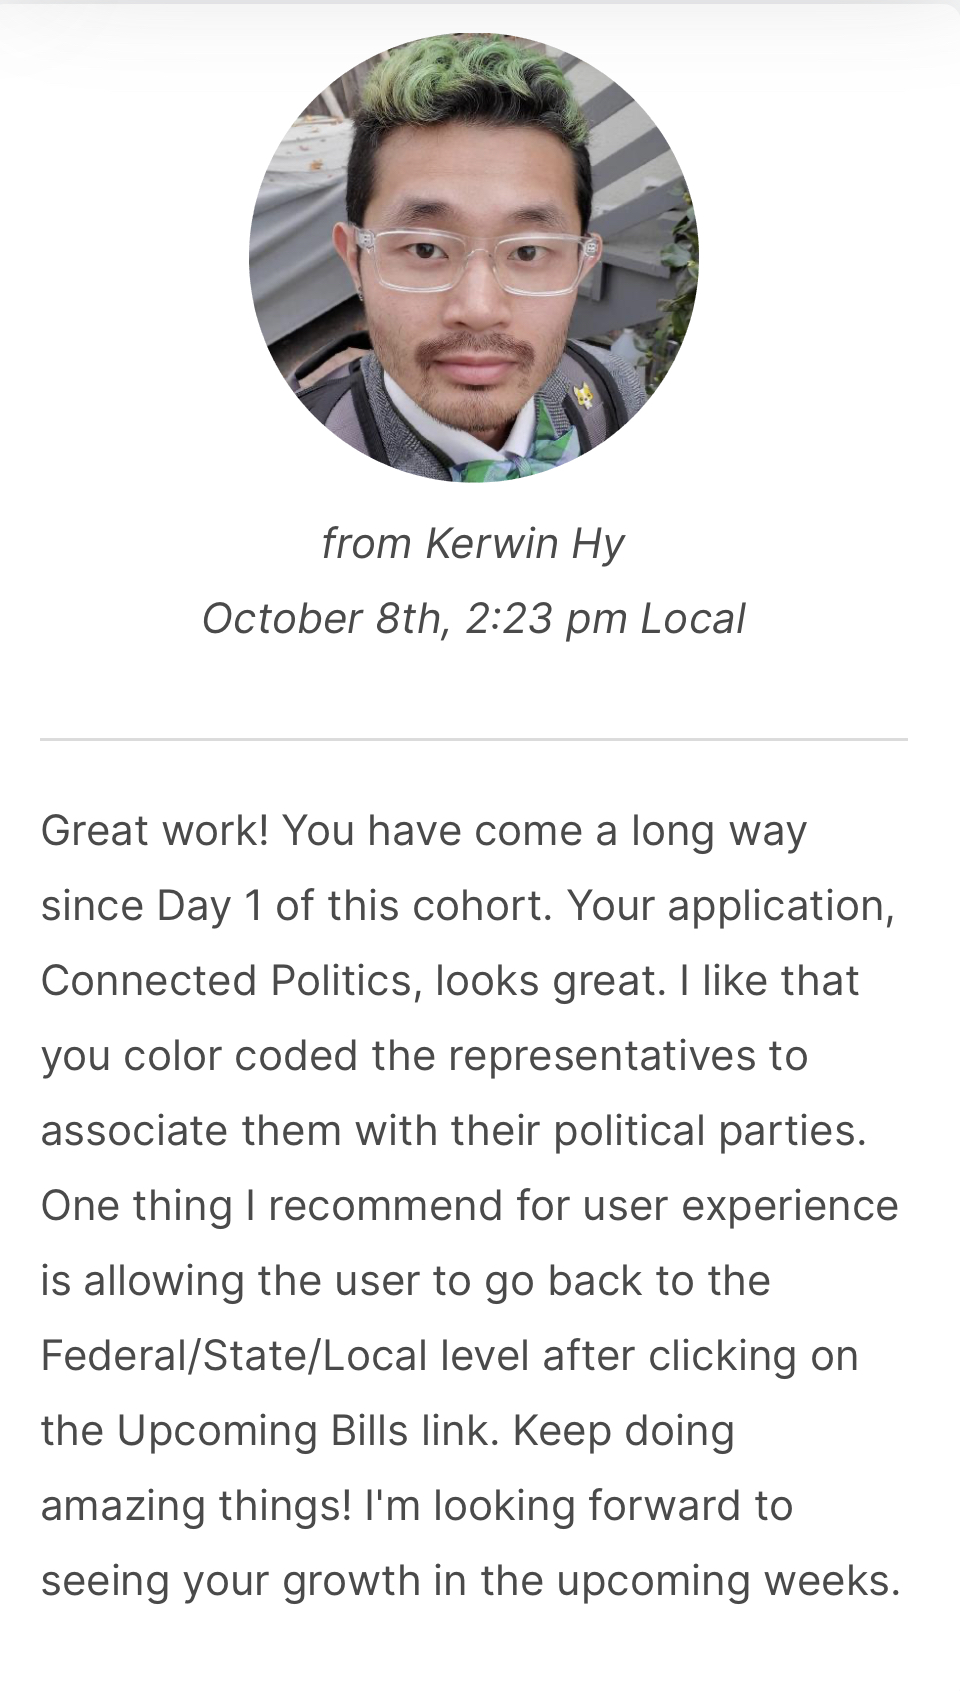 from Kerwin Hy
October 8th, 2:23 pm Local
Great work! You have come a long way
since Day 1 of this cohort. Your application,
Connected Politics, looks great. I like that
you color coded the representatives to
associate them with their political parties.
One thing I recommend for user experience
is allowing the user to go back to the
Federal/State/Local level after clicking on
the Upcoming Bills link. Keep doing
amazing things! I'm looking forward to
seeing your growth in the upcoming weeks.